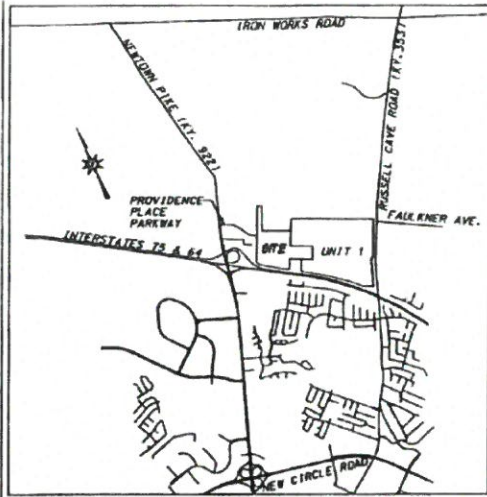 IRON WORKS ROAD
NEWTOWN PIKE (KY. 922)
RUSSELL CAVE ROAD (KY. 353)
PROVIDENCE
PLACE
PARKWAY
FAULKNER AVE.
INTERSTATES 75 & 64
SITE
UNIT 1
NEW CIRCLE ROAD